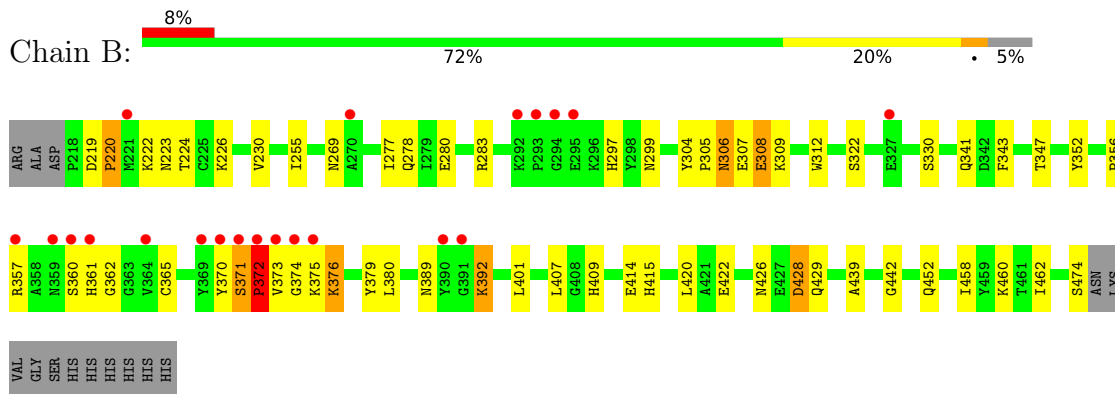 8%
Chain B:
72% 20% • 5%
ARG ALA ASP P218 D219 P220 M221 K222 N223 T224 C225 K226 V230 I255 N269 A270 I277 Q278 I279 E280 R283 K292 P293 G294 E295 K296 H297 Y298 N299 Y304 P305 N306 E307 E308 K309 W312 S322 E327 S330 Q341 D342 F343 T347 Y352
R357 A358 N359 S360 H361 G362 G363 V364 C365 Y369 Y370 S371 P372 V373 G374 K375 K376 Y379 L380 N389 Y390 G391 K392 L401 L407 G408 H409 E414 H415 L420 A421 E422 N426 E427 D428 Q429 A439 G442 Q452 I458 Y459 K460 T461 I462 S474 ASN LYS
VAL GLY SER HIS HIS HIS HIS HIS HIS